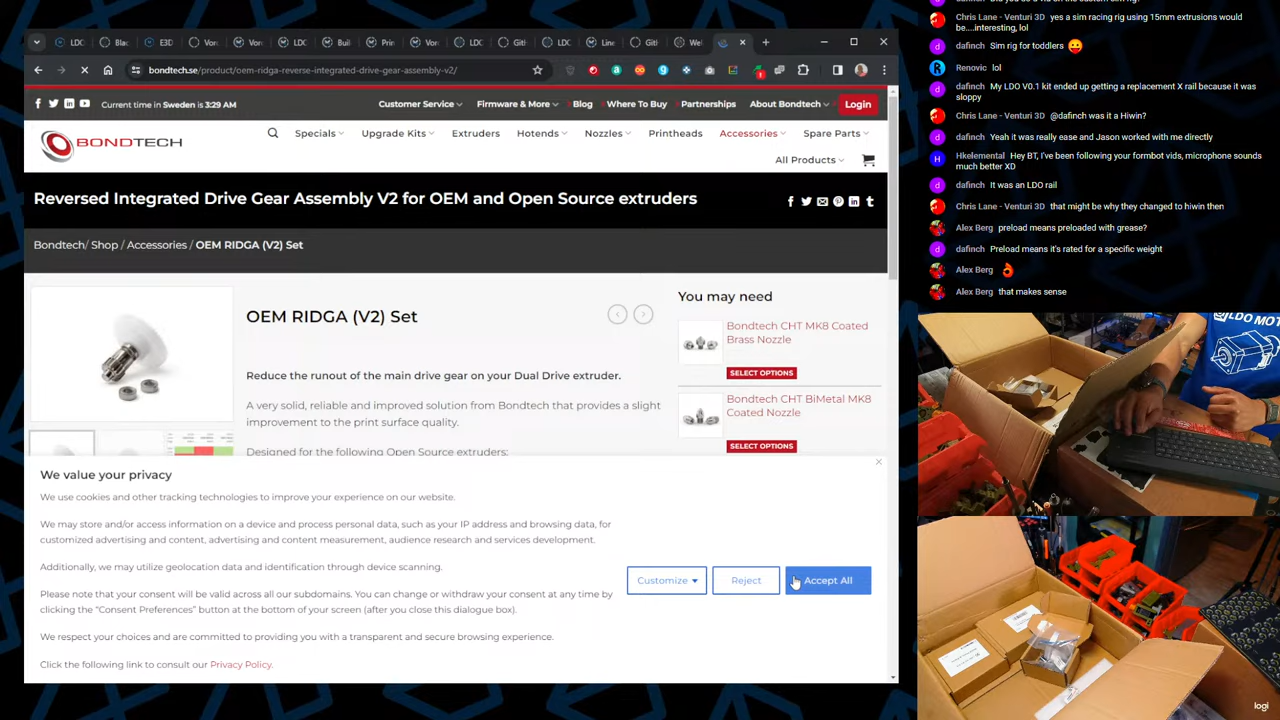 LDO
Blac
E3D
Vor
Vor
LDC
Bui
Prin
Vor
LDC
Gitl
LDC
Line
Gitl
We
bondtech.se/product/oem-ridga-reverse-integrated-drive-gear-assembly-v2/
Current time in Sweden is 3:29 AM
Customer Service
Firmware & More
Blog
Where To Buy
Partnerships
About Bondtech
Login
BONDTECH
Specials
Upgrade Kits
Extruders
Hotends
Nozzles
Printheads
Accessories
Spare Parts
All Products
Reversed Integrated Drive Gear Assembly V2 for OEM and Open Source extruders
Bondtech/ Shop / Accessories / OEM RIDGA (V2) Set
OEM RIDGA (V2) Set
Reduce the runout of the main drive gear on your Dual Drive extruder.
A very solid, reliable and improved solution from Bondtech that provides a slight
improvement to the print surface quality.
Designed for the following Open Source extruders:
You may need
Bondtech CHT MK8 Coated
Brass Nozzle
SELECT OPTIONS
Bondtech CHT BiMetal MK8
Coated Nozzle
SELECT OPTIONS
We value your privacy
We use cookies and other tracking technologies to improve your experience on our website.
We may store and/or access information on a device and process personal data, such as your IP address and browsing data, for
customized advertising and content, advertising and content measurement, audience research and services development.
Additionally, we may utilize geolocation data and identification through device scanning.
Please note that your consent will be valid across all our subdomains. You can change or withdraw your consent at any time by
clicking the "Consent Preferences" button at the bottom of your screen (after you close this dialogue box).
We respect your choices and are committed to providing you with a transparent and secure browsing experience.
Click the following link to consult our Privacy Policy.
Customize
Reject
Accept All
Chris Lane - Venturi 3D yes a sim racing rig using 15mm extrusions would
be....interesting, lol
dafinch Sim rig for toddlers
Renovic lol
dafinch My LDO V0.1 kit ended up getting a replacement X rail because it was
sloppy
Chris Lane - Venturi 3D @dafinch was it a Hiwin?
dafinch Yeah it was really ease and Jason worked with me directly
Hkelemental Hey BT, I've been following your formbot vids, microphone sounds
much better XD
dafinch It was an LDO rail
Chris Lane - Venturi 3D that might be why they changed to hiwin then
Alex Berg preload means preloaded with grease?
dafinch Preload means it's rated for a specific weight
Alex Berg
Alex Berg that makes sense
LDO MOT
logi